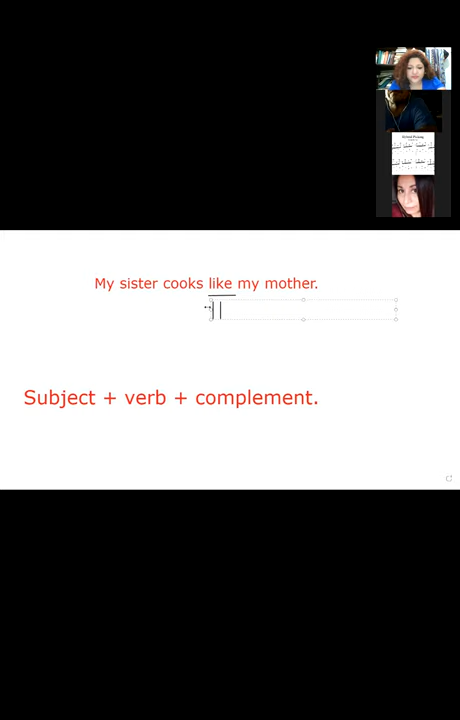 My sister cooks like my mother.
Subject + verb + complement.